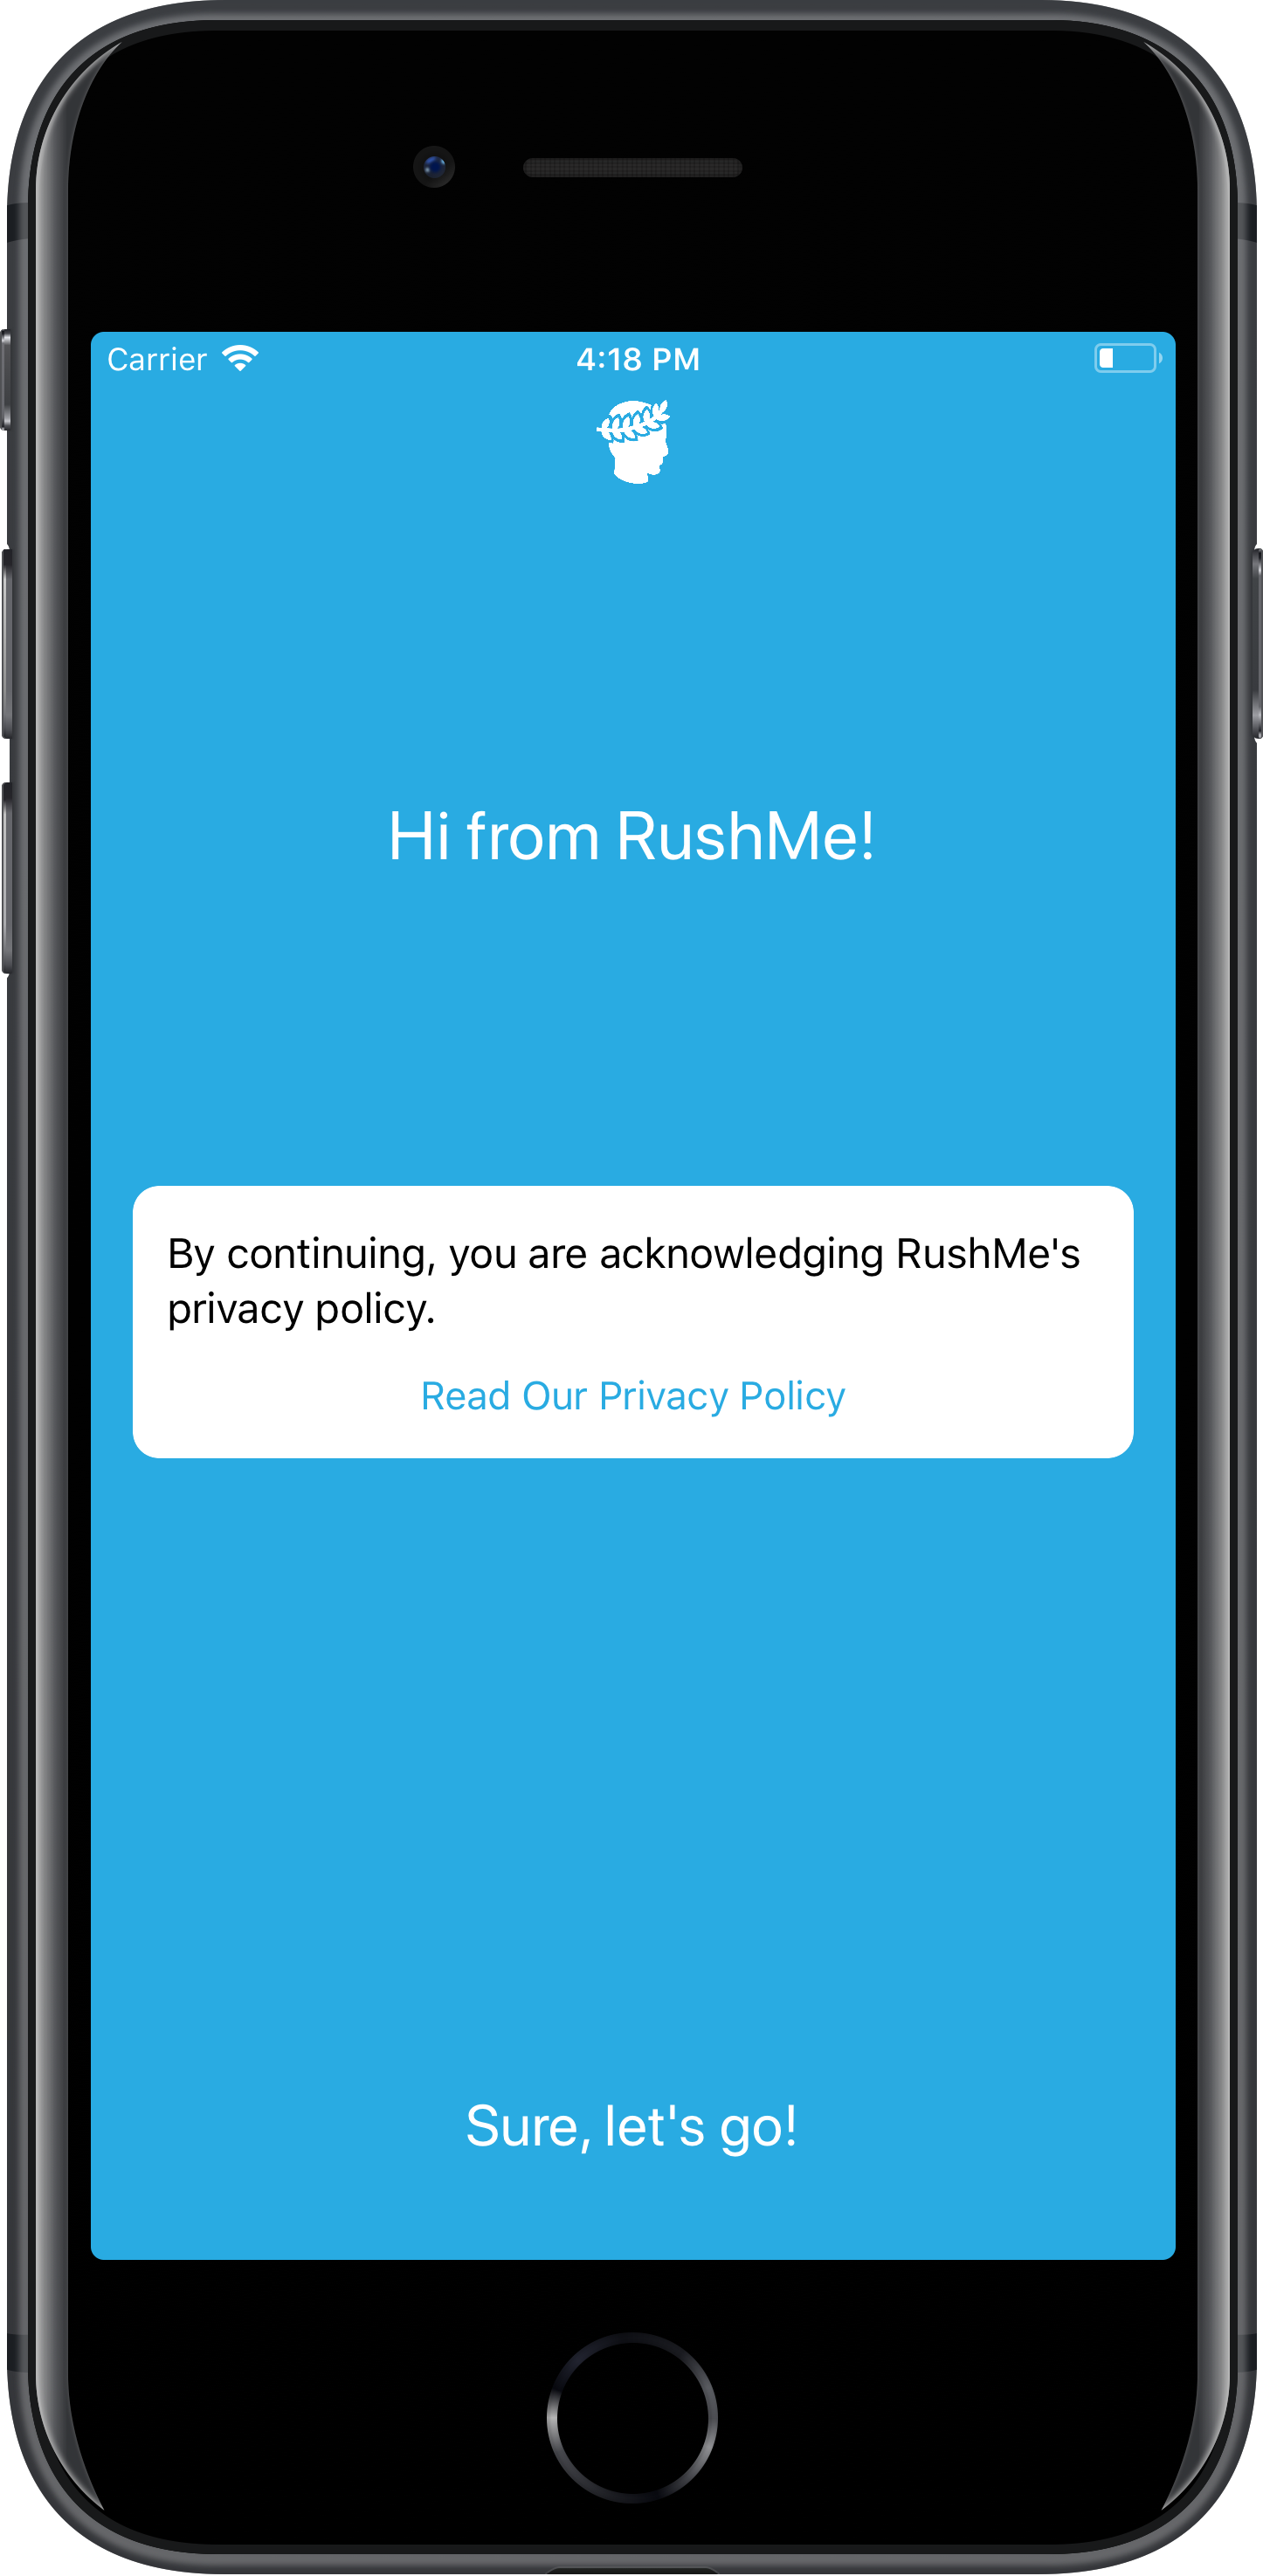 Carrier 4:18 PM
Hi from RushMe!
By continuing, you are acknowledging RushMe's
privacy policy.
Read Our Privacy Policy
Sure, let's go!